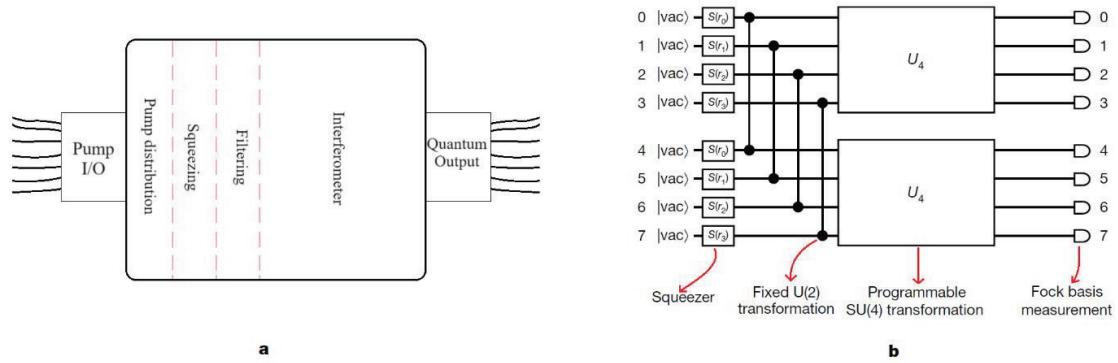 Pump
I/O
Pump distribution
Squeezing
Filtering
Interferometer
Quantum
Output
a
0 |vac⟩ S(r₀) 0
1 |vac⟩ S(r₁) 1
2 |vac⟩ S(r₂) 2
3 |vac⟩ S(r₃) 3
U₄
4 |vac⟩ S(r₀) 4
5 |vac⟩ S(r₁) 5
6 |vac⟩ S(r₂) 6
7 |vac⟩ S(r₃) 7
U₄
Squeezer
Fixed U(2)
transformation
Programmable
SU(4) transformation
Fock basis
measurement
b